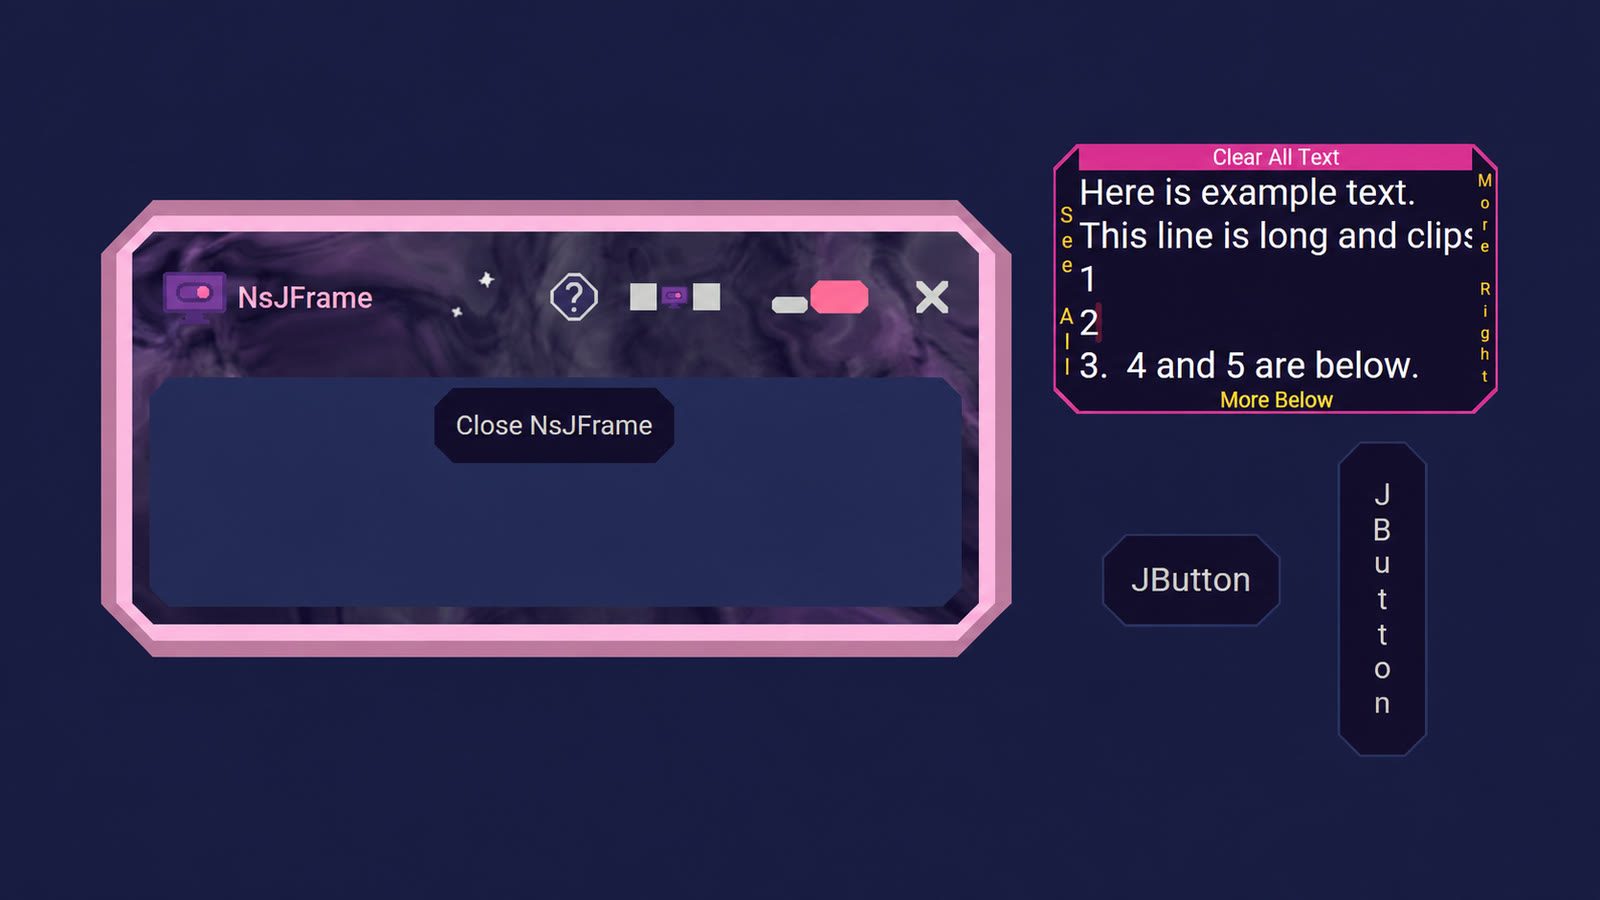 NsJFrame
?
Close NsJFrame
Clear All Text
See All
Here is example text.
This line is long and clips
1
2
3.  4 and 5 are below.
More Right
More Below
JButton
JButton